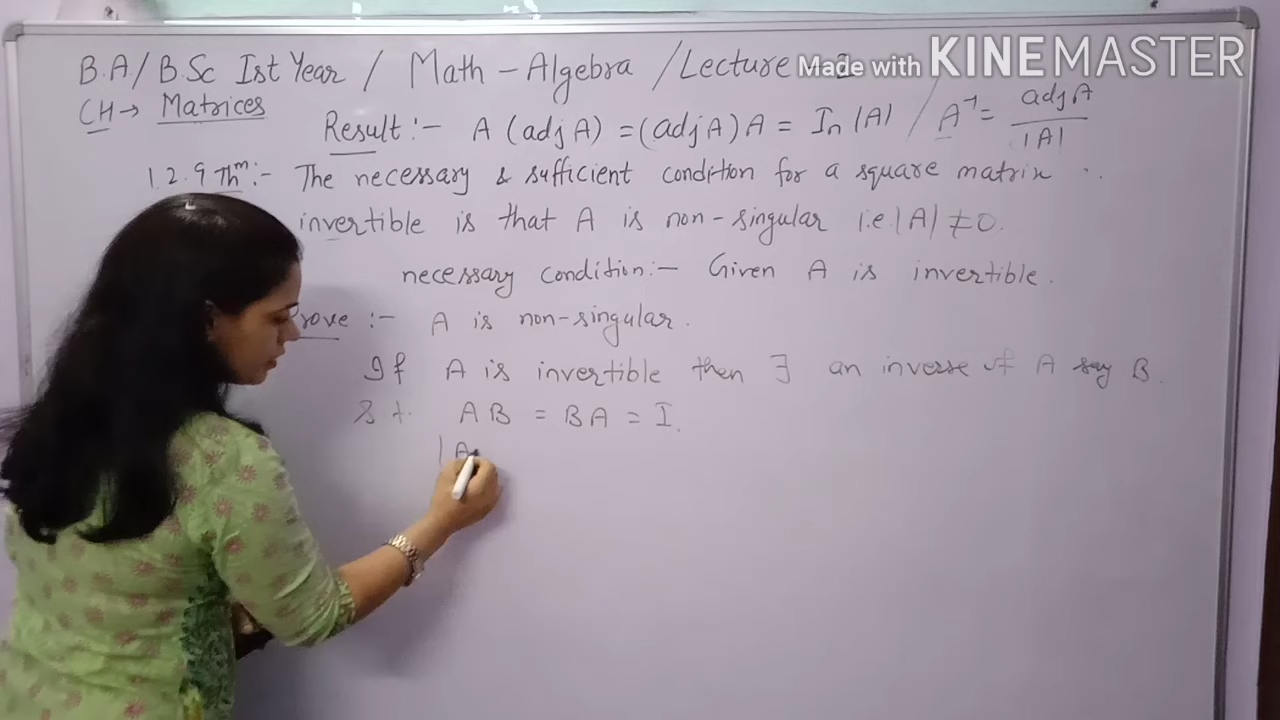 B.A/B.Sc Ist Year / Math - Algebra / Lecture - I
Made with KINEMASTER
CH → Matrices
Result :- A (adj A) = (adj A) A = In |A| / A⁻¹ = adj A / |A|
1.2.9 Thm :- The necessary & sufficient condition for a square matrix
invertible is that A is non-singular i.e. |A| ≠ 0.
necessary condition :- Given A is invertible.
Prove :- A is non-singular.
If A is invertible then ∃ an inverse of A say B.
S.t. AB = BA = I.
|A